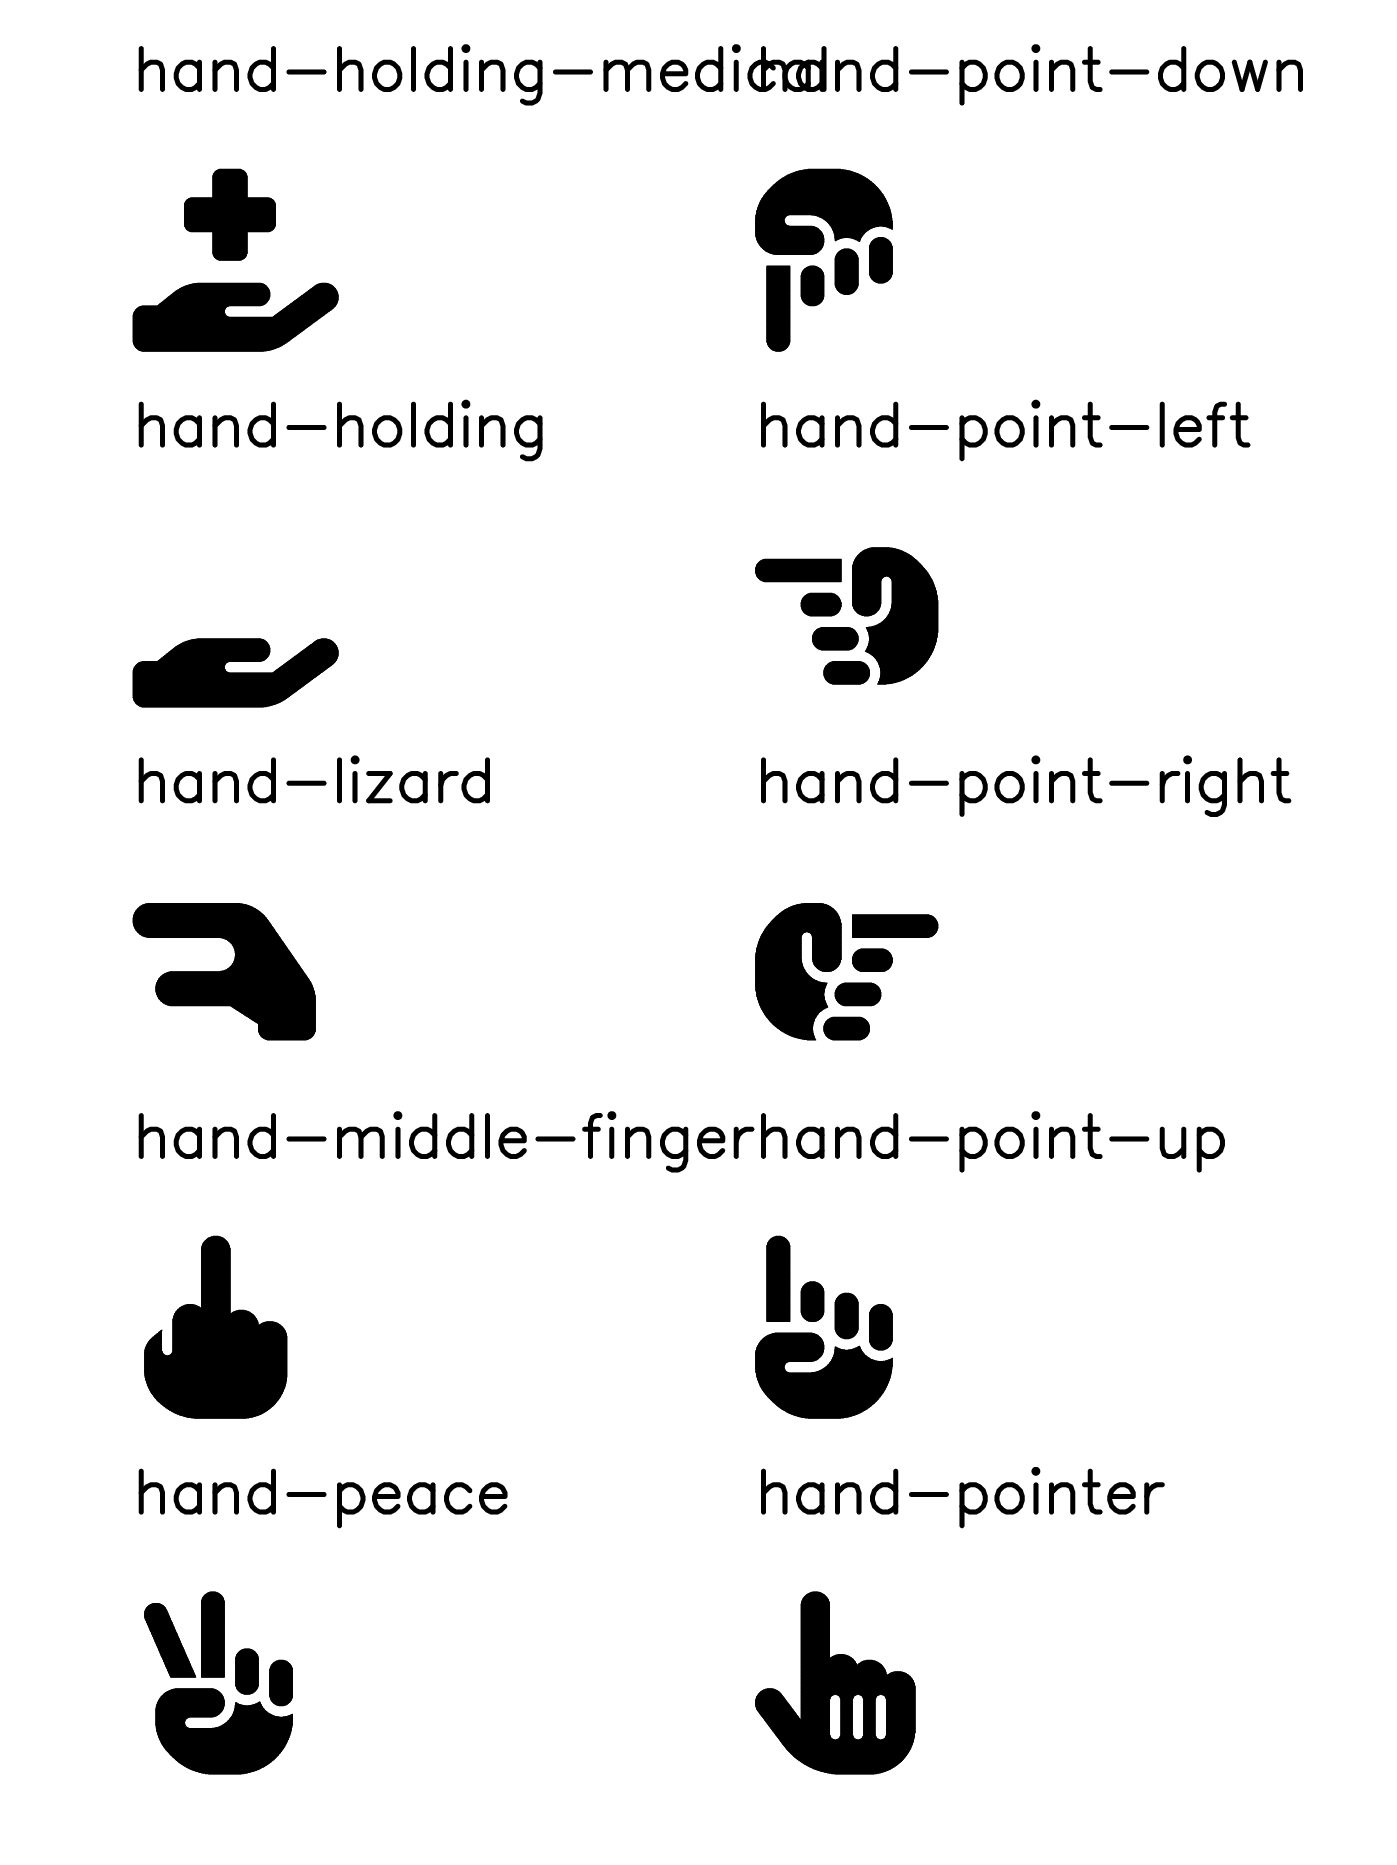 hand-holding-medical hand-point-down
hand-holding hand-point-left
hand-lizard hand-point-right
hand-middle-finger hand-point-up
hand-peace hand-pointer